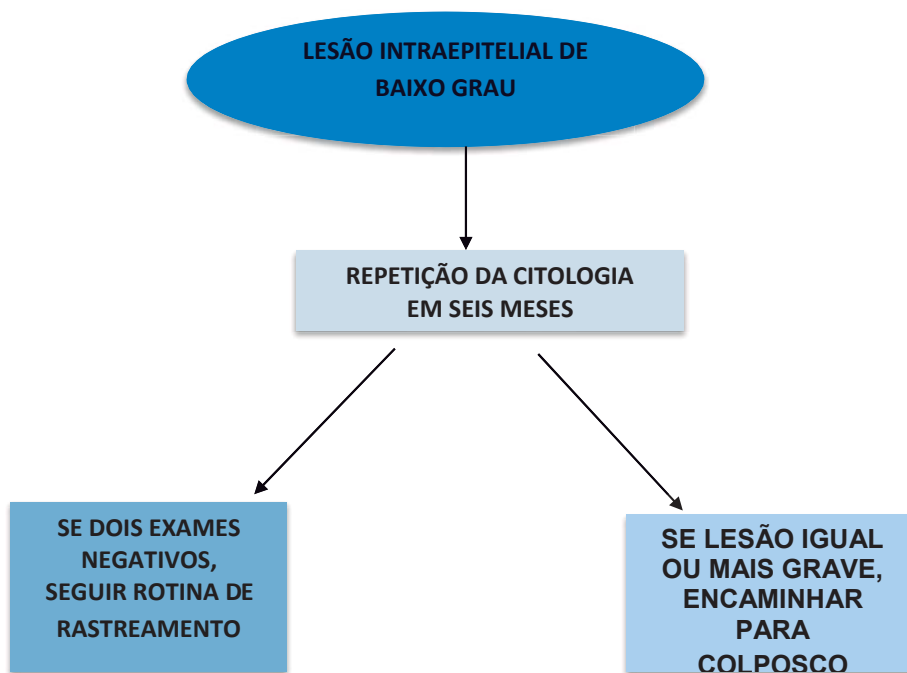 LESÃO INTRAEPITELIAL DE
BAIXO GRAU
REPETIÇÃO DA CITOLOGIA
EM SEIS MESES
SE DOIS EXAMES
NEGATIVOS,
SEGUIR ROTINA DE
RASTREAMENTO
SE LESÃO IGUAL
OU MAIS GRAVE,
ENCAMINHAR
PARA
COLPOSCO